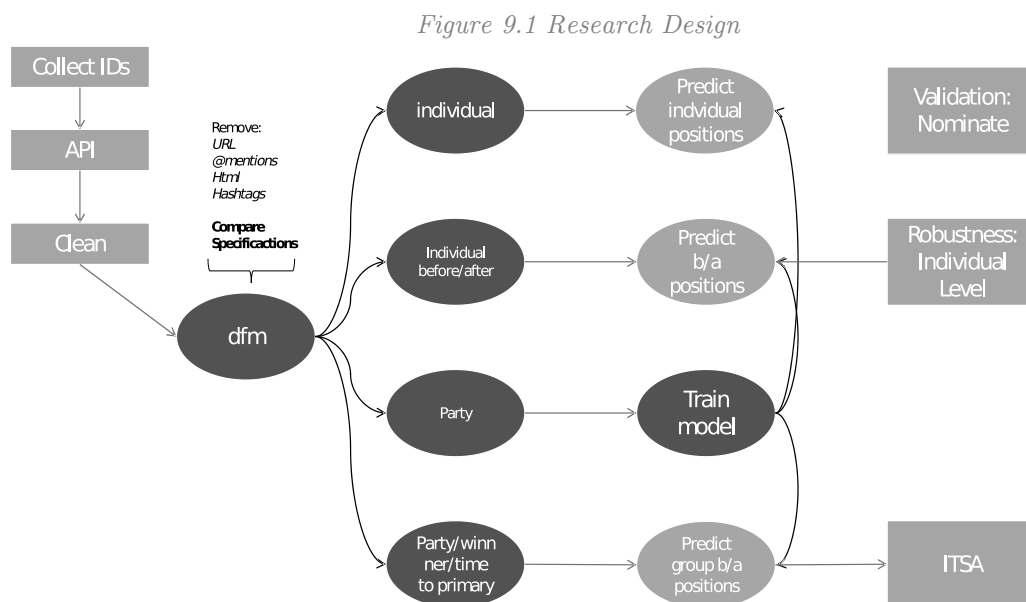 Figure 9.1 Research Design
Collect IDs
API
Clean
Remove:
URL
@mentions
Html
Hashtags
Compare
Specificactions
dfm
individual
Individual
before/after
Party
Party/winn
ner/time
to primary
Predict
indvidual
positions
Predict
b/a
positions
Train
model
Predict
group b/a
positions
Validation:
Nominate
Robustness:
Individual
Level
ITSA